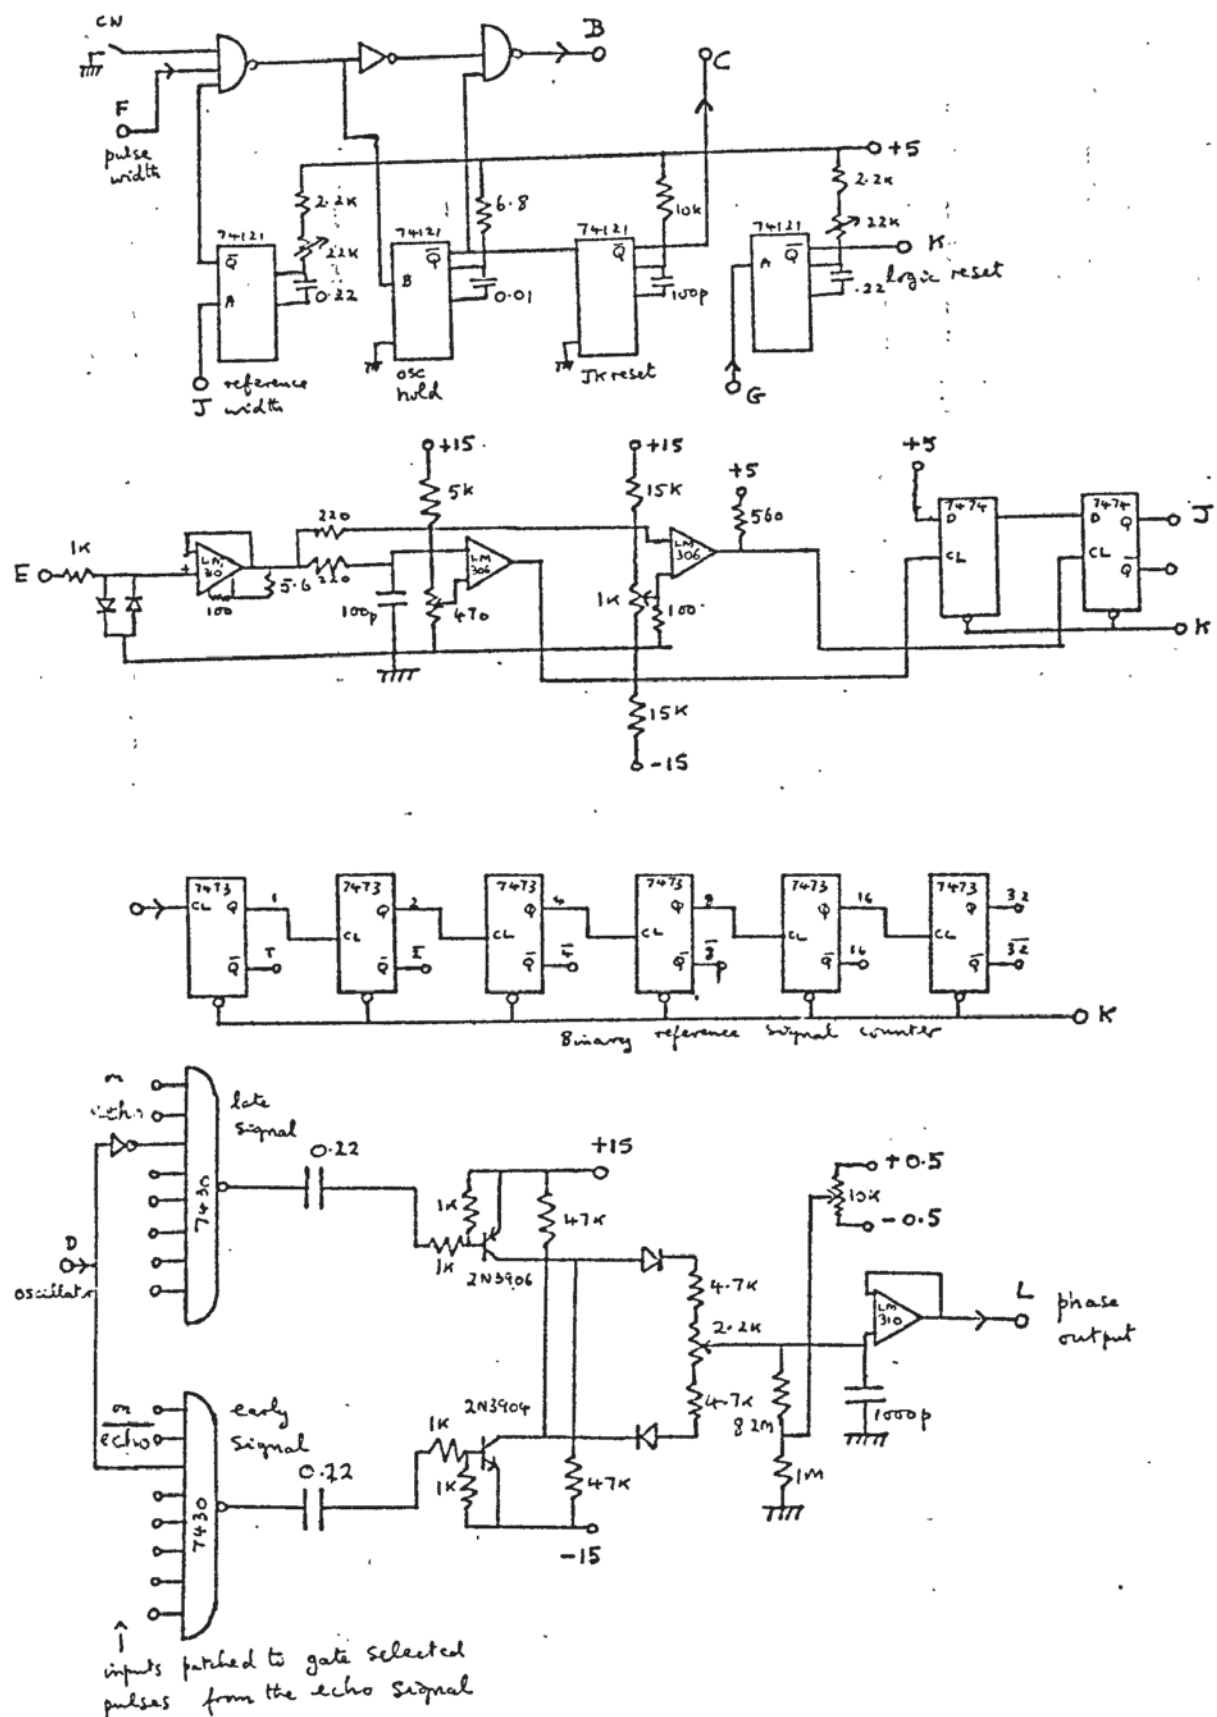 CN
B
C
F
pulse
width
+5
2.2K
6.8
10K
2.2K
74121
74121
74121
74121
Q̅
22K
Q̅
Q̅
A
Q̅
22K
K
logic reset
A
0.22
B
0.01
100p
.22
J
reference
width
osc
hold
JK reset
G
+15
+15
+5
+5
5K
15K
560
7474
7474
220
D
D
Q
J
1K
LM
306
CL
CL
Q̅
E
+
LM
310
5.6
220
LM
306
100
100p
470
1K
100
K
15K
-15
7473
7473
7473
7473
7473
7473
CL
Q
1
Q
2
Q
4
Q
8
Q
16
Q
32
CL
CL
CL
CL
CL
Q̅
1̅
Q̅
2̅
Q̅
4̅
Q̅
8̅
Q̅
16
Q̅
3̅2̅
K
Binary reference signal counter
m
echo
late
signal
0.22
+15
+0.5
7430
1K
47K
10K
-0.5
D
oscillator
1K
2N3906
4.7K
2.2K
LM
310
L
phase
output
m
e̅c̅h̅o̅
early
signal
1K
2N3904
4.7K
82M
1000p
0.22
1K
47K
1M
7430
-15
inputs patched to gate selected
pulses from the echo signal